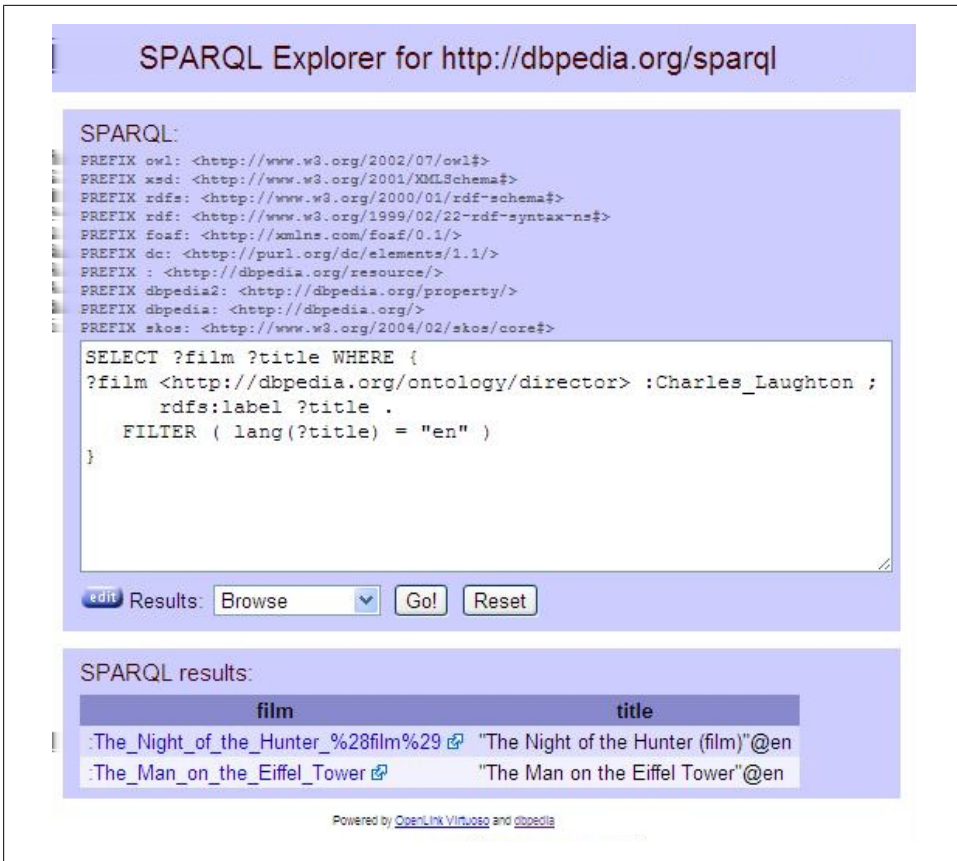 SPARQL Explorer for http://dbpedia.org/sparql
SPARQL:
PREFIX owl: <http://www.w3.org/2002/07/owl#>
PREFIX xsd: <http://www.w3.org/2001/XMLSchema#>
PREFIX rdfs: <http://www.w3.org/2000/01/rdf-schema#>
PREFIX rdf: <http://www.w3.org/1999/02/22-rdf-syntax-ns#>
PREFIX foaf: <http://xmlns.com/foaf/0.1/>
PREFIX dc: <http://purl.org/dc/elements/1.1/>
PREFIX : <http://dbpedia.org/resource/>
PREFIX dbpedia2: <http://dbpedia.org/property/>
PREFIX dbpedia: <http://dbpedia.org/>
PREFIX skos: <http://www.w3.org/2004/02/skos/core#>
SELECT ?film ?title WHERE {
?film <http://dbpedia.org/ontology/director> :Charles_Laughton ;
rdfs:label ?title .
FILTER ( lang(?title) = "en" )
}
edit Results: Browse Go! Reset
SPARQL results:
film title
:The_Night_of_the_Hunter_%28film%29 "The Night of the Hunter (film)"@en
:The_Man_on_the_Eiffel_Tower "The Man on the Eiffel Tower"@en
Powered by OpenLink Virtuoso and dbpedia